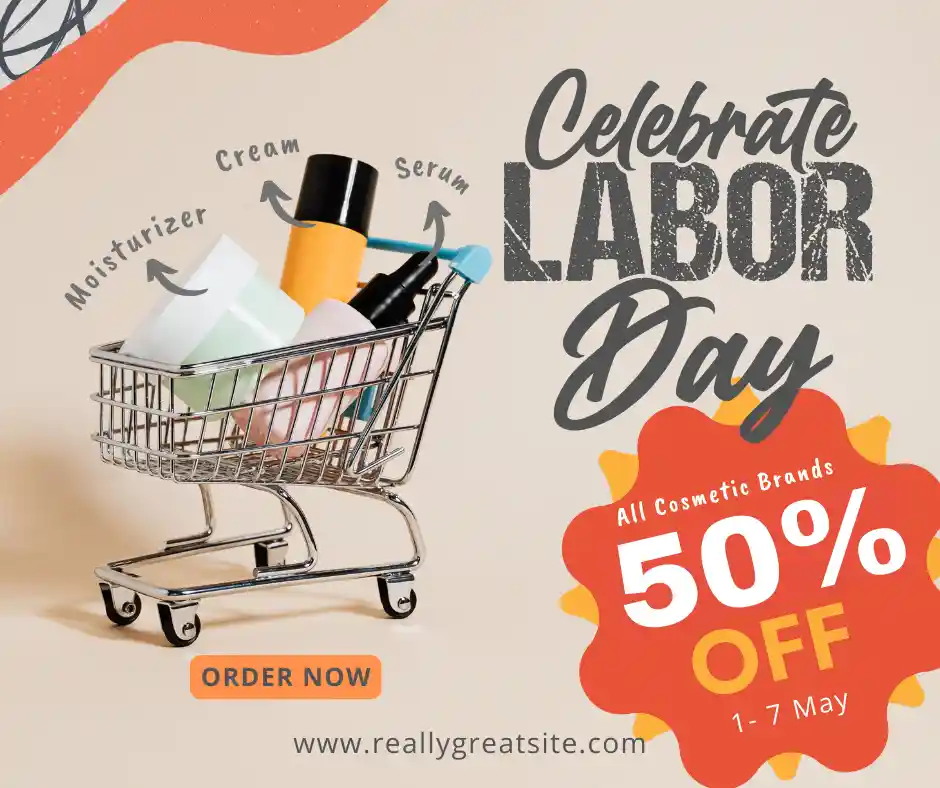 Celebrate
LABOR
Day
Cream
Serum
Moisturizer
All Cosmetic Brands
50%
OFF
1- 7 May
ORDER NOW
www.reallygreatsite.com